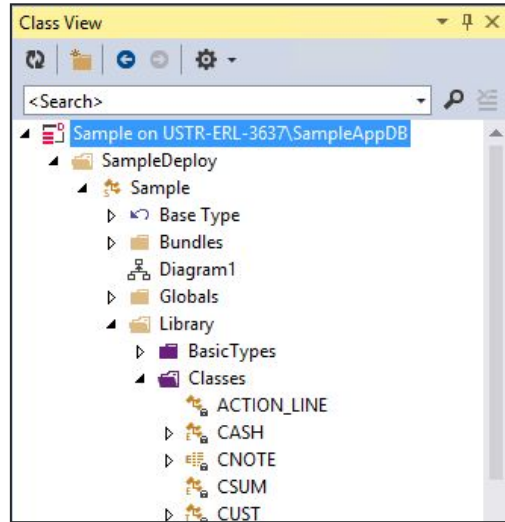 Class View
<Search>
Sample on USTR-ERL-3637\SampleAppDB
SampleDeploy
Sample
Base Type
Bundles
Diagram1
Globals
Library
BasicTypes
Classes
ACTION_LINE
CASH
CNOTE
CSUM
CUST